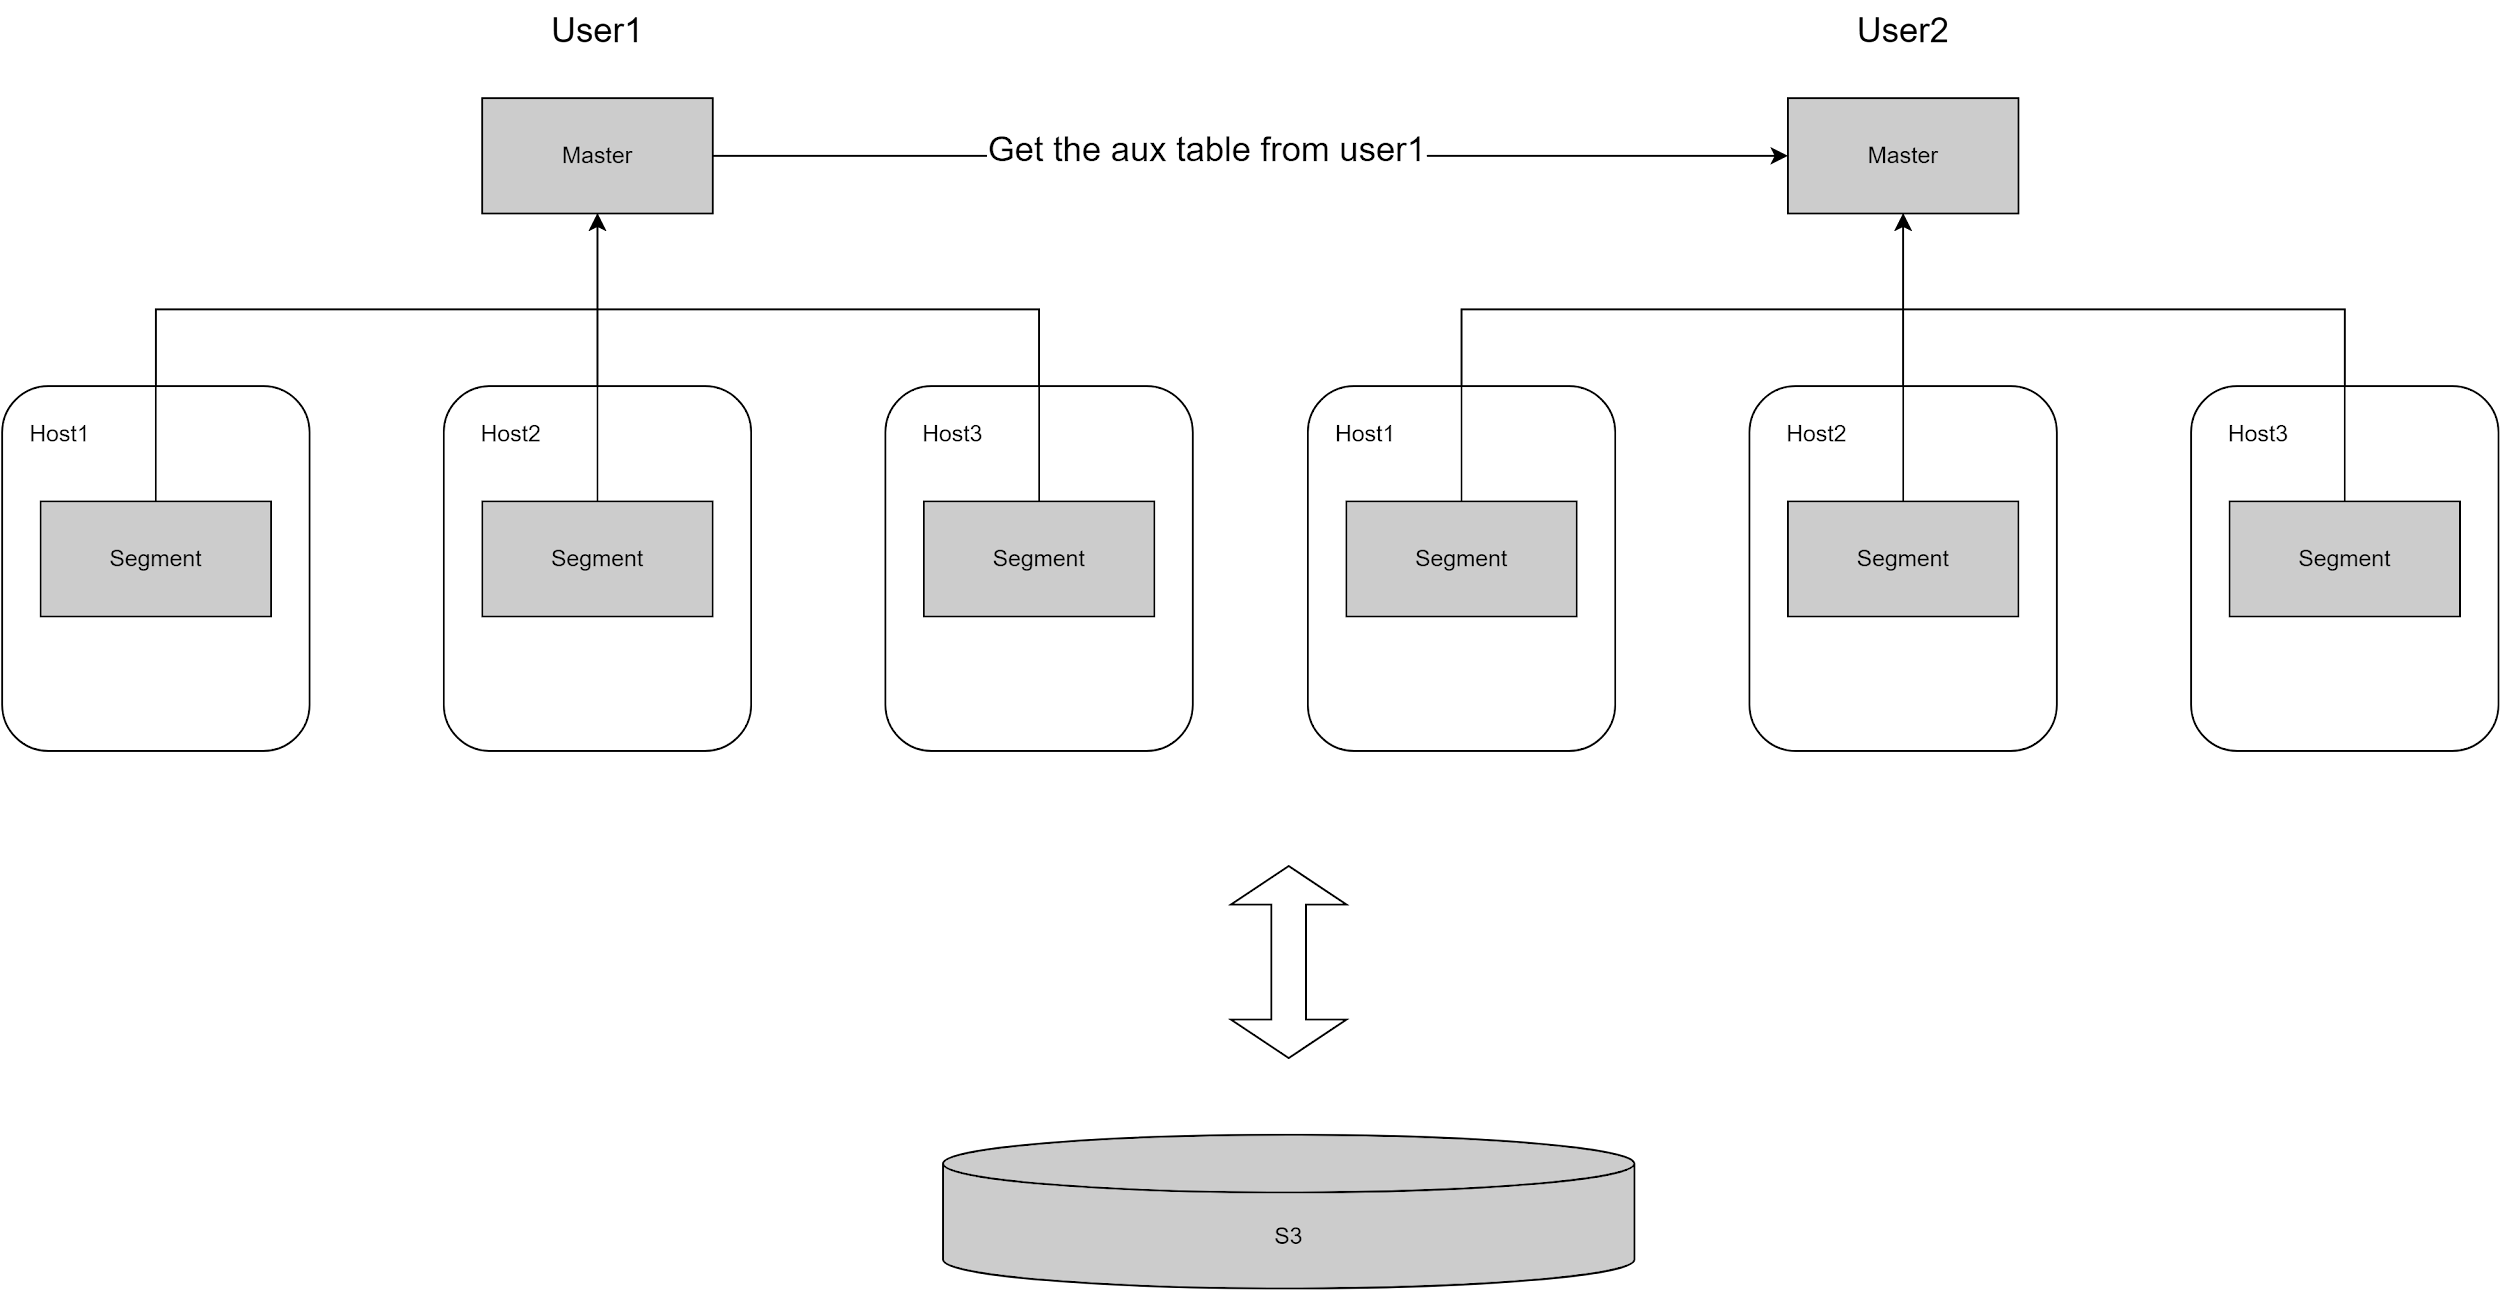 User1
User2
Master
Get the aux table from user1
Master
Host1
Host2
Host3
Host1
Host2
Host3
Segment
Segment
Segment
Segment
Segment
Segment
S3